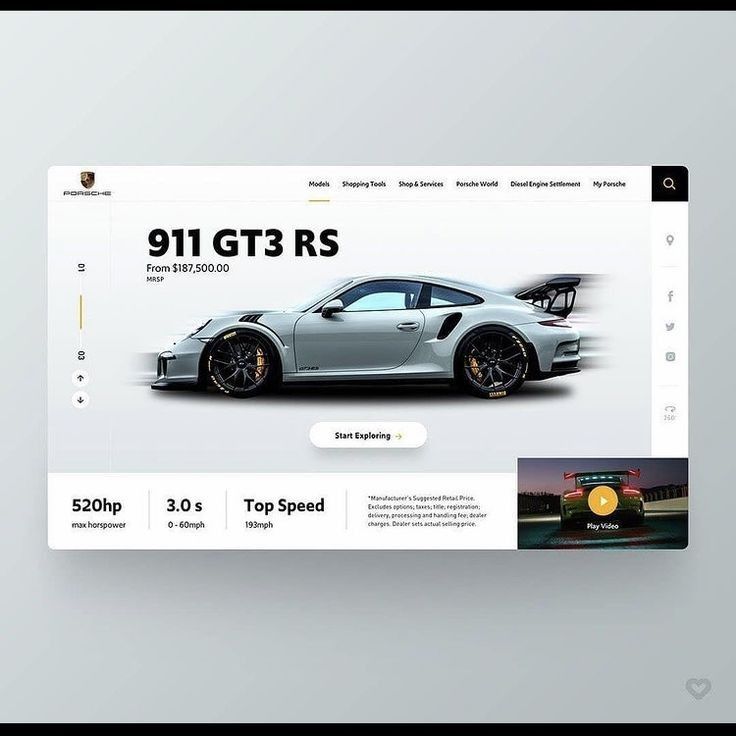 PORSCHE
Models
Shopping Tools
Shop & Services
Porsche World
Diesel Engine Settlement
My Porsche
911 GT3 RS
From $187,500.00
MRSP
01
03
GT3 RS
360°
Start Exploring
520hp
max horspower
3.0 s
0 - 60mph
Top Speed
193mph
*Manufacturer's Suggested Retail Price.
Excludes options; taxes; title; registration;
delivery, processing and handling fee; dealer
charges. Dealer sets actual selling price.
Play Video